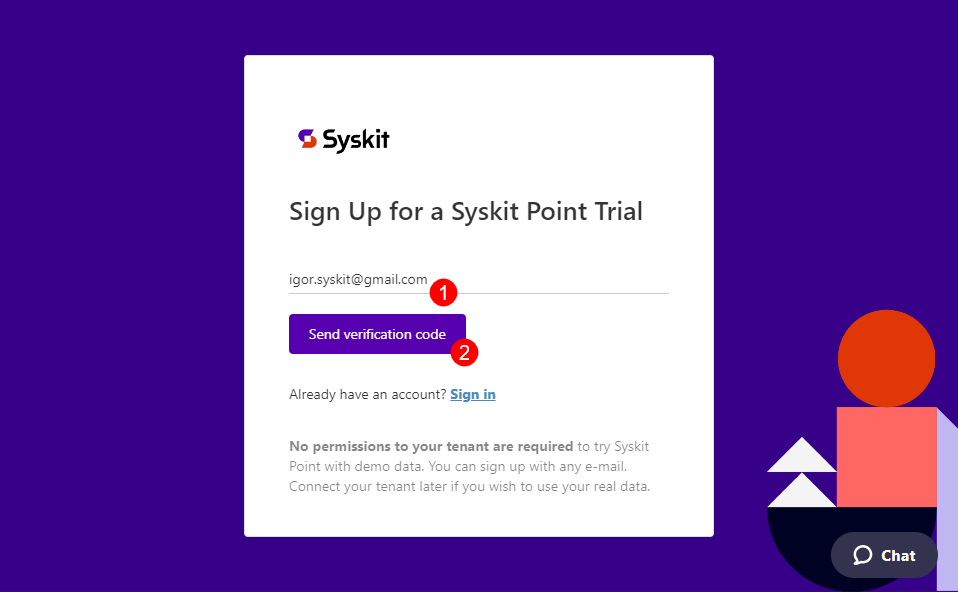 Syskit
Sign Up for a Syskit Point Trial
igor.syskit@gmail.com
1
Send verification code
2
Already have an account? Sign in
No permissions to your tenant are required to try Syskit
Point with demo data. You can sign up with any e-mail.
Connect your tenant later if you wish to use your real data.
Chat